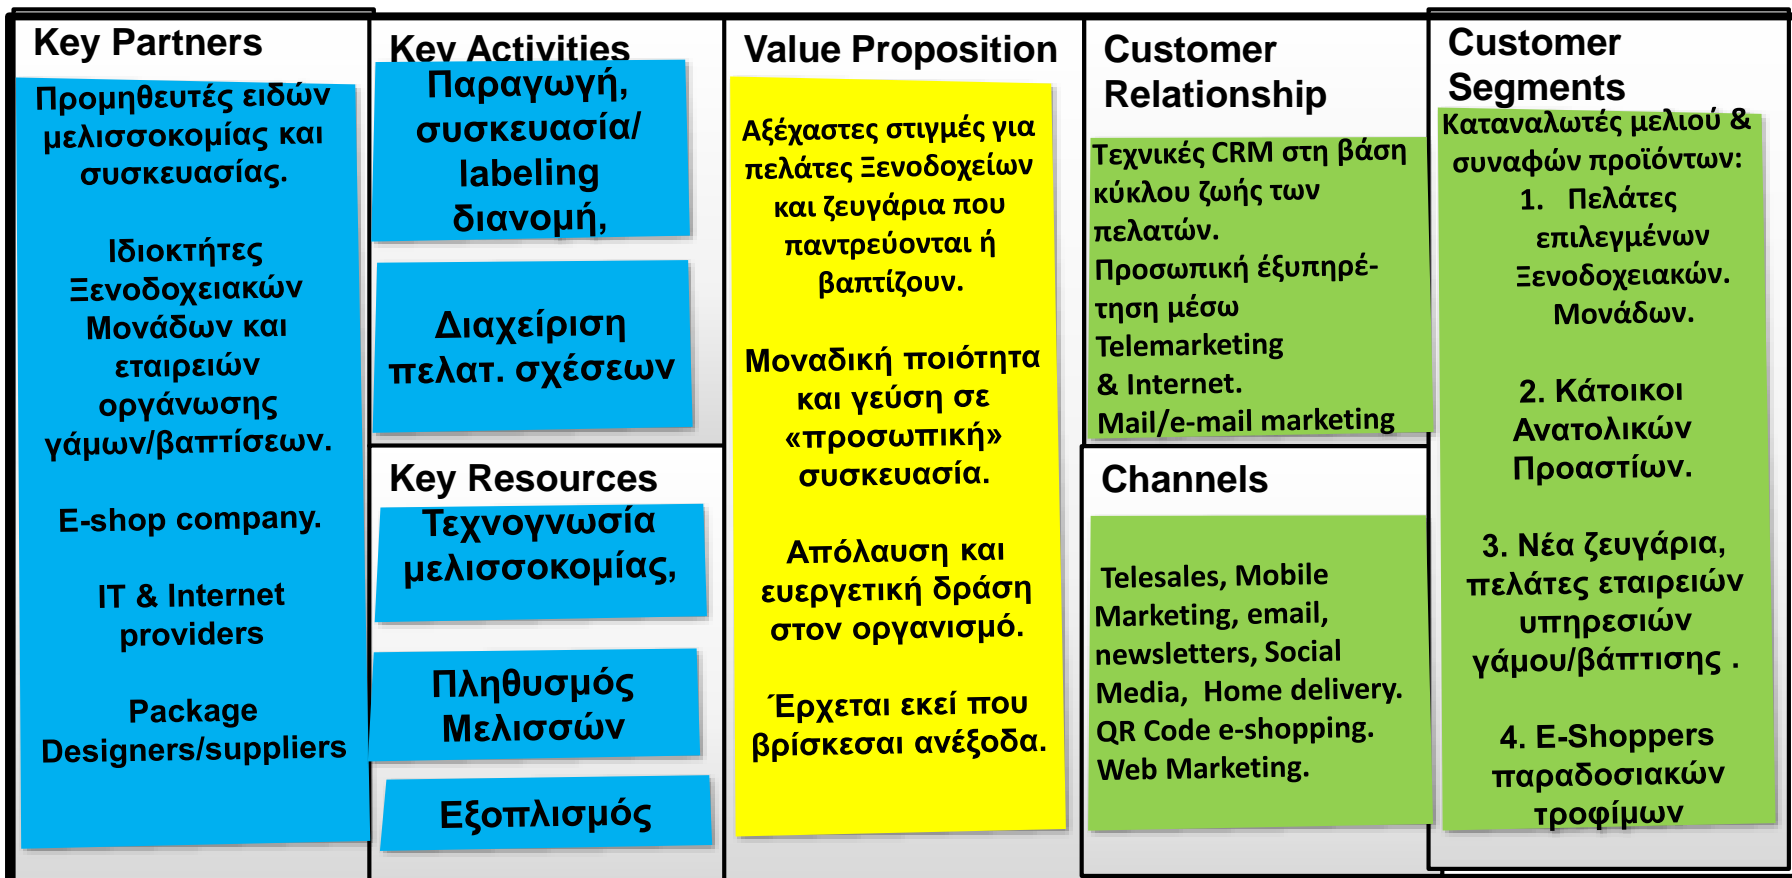 Key Partners
Προμηθευτές ειδών
μελισσοκομίας και
συσκευασίας.
Ιδιοκτήτες
Ξενοδοχειακών
Μονάδων και
εταιρειών
οργάνωσης
γάμων/βαπτίσεων.
E-shop company.
IT & Internet
providers
Package
Designers/suppliers
Key Activities
Παραγωγή,
συσκευασία/
labeling
διανομή,
Διαχείριση
πελατ. σχέσεων
Key Resources
Τεχνογνωσία
μελισσοκομίας,
Πληθυσμός
Μελισσών
Εξοπλισμός
Value Proposition
Αξέχαστες στιγμές για
πελάτες Ξενοδοχείων
και ζευγάρια που
παντρεύονται ή
βαπτίζουν.
Μοναδική ποιότητα
και γεύση σε
«προσωπική»
συσκευασία.
Απόλαυση και
ευεργετική δράση
στον οργανισμό.
Έρχεται εκεί που
βρίσκεσαι ανέξοδα.
Customer
Relationship
Τεχνικές CRM στη βάση
κύκλου ζωής των
πελατών.
Προσωπική έξυπηρέ-
τηση μέσω
Telemarketing
& Internet.
Mail/e-mail marketing
Channels
Telesales, Mobile
Marketing, email,
newsletters, Social
Media, Home delivery.
QR Code e-shopping.
Web Marketing.
Customer
Segments
Καταναλωτές μελιού &
συναφών προϊόντων:
1. Πελάτες
επιλεγμένων
Ξενοδοχειακών.
Μονάδων.
2. Κάτοικοι
Ανατολικών
Προαστίων.
3. Νέα ζευγάρια,
πελάτες εταιρειών
υπηρεσιών
γάμου/βάπτισης .
4. E-Shoppers
παραδοσιακών
τροφίμων